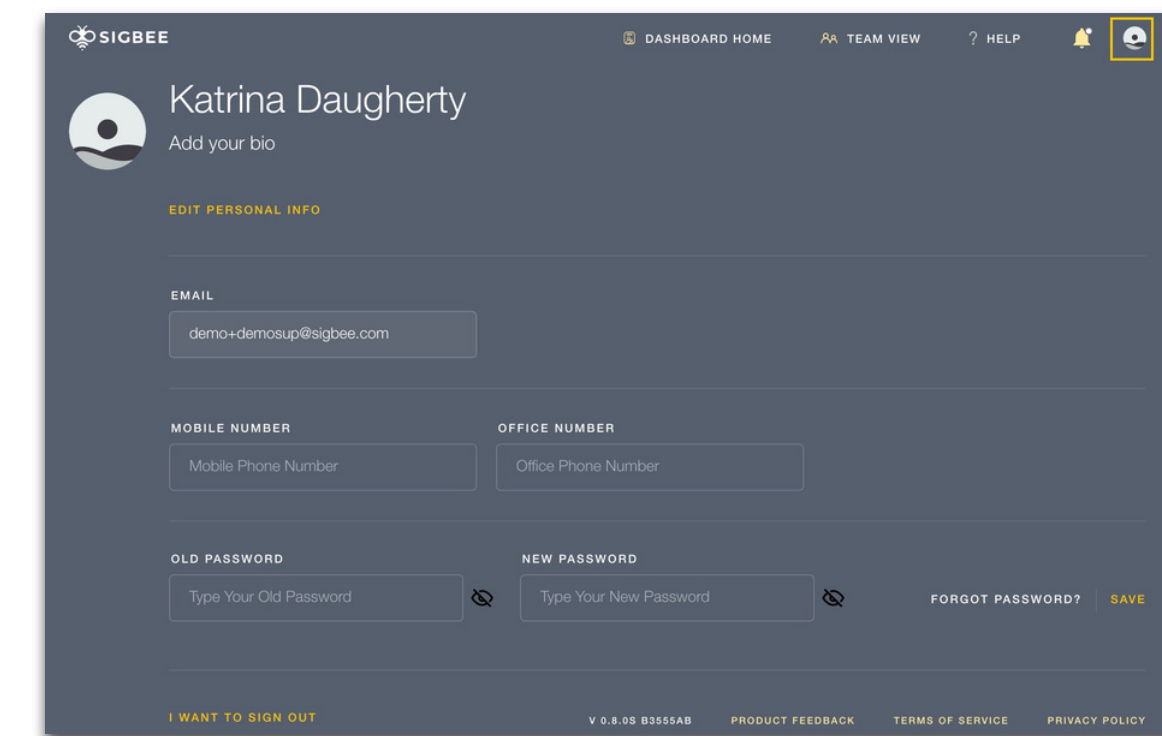 SIGBEE
DASHBOARD HOME
TEAM VIEW
? HELP
Katrina Daugherty
Add your bio
EDIT PERSONAL INFO
EMAIL
demo+demosup@sigbee.com
MOBILE NUMBER
OFFICE NUMBER
Mobile Phone Number
Office Phone Number
OLD PASSWORD
NEW PASSWORD
Type Your Old Password
Type Your New Password
FORGOT PASSWORD?
SAVE
I WANT TO SIGN OUT
V 0.8.0S B3555AB
PRODUCT FEEDBACK
TERMS OF SERVICE
PRIVACY POLICY